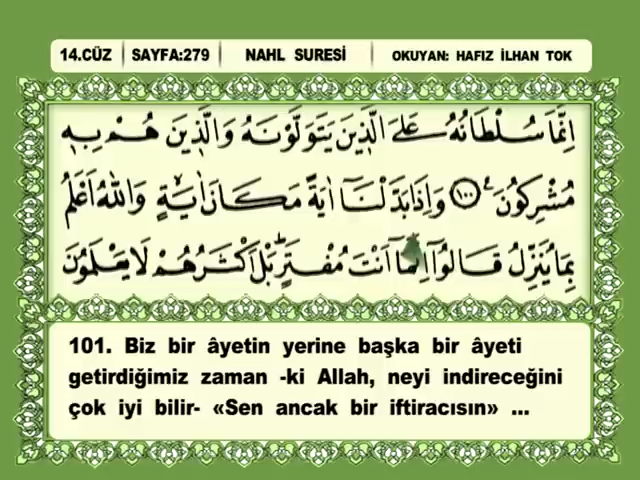 14.CÜZ SAYFA:279 NAHL SURESİ OKUYAN: HAFIZ İLHAN TOK
اِنَّمَا سُلْطَانُهُ عَلَى الَّذِينَ يَتَوَلَّوْنَهُ وَالَّذِينَ هُمْ بِهِ
مُشْرِكُونَ ﴿١٠٠﴾ وَاِذَا بَدَّلْنَٓا اٰيَةً مَكَانَ اٰيَةٍ وَاللّٰهُ اَعْلَمُ
بِمَا يُنَزِّلُ قَالُٓوا اِنَّمَٓا اَنْتَ مُفْتَرٍ بَلْ اَكْثَرُهُمْ لَا يَعْلَمُونَ
101. Biz bir âyetin yerine başka bir âyeti
getirdiğimiz zaman -ki Allah, neyi indireceğini
çok iyi bilir- «Sen ancak bir iftiracısın» ...